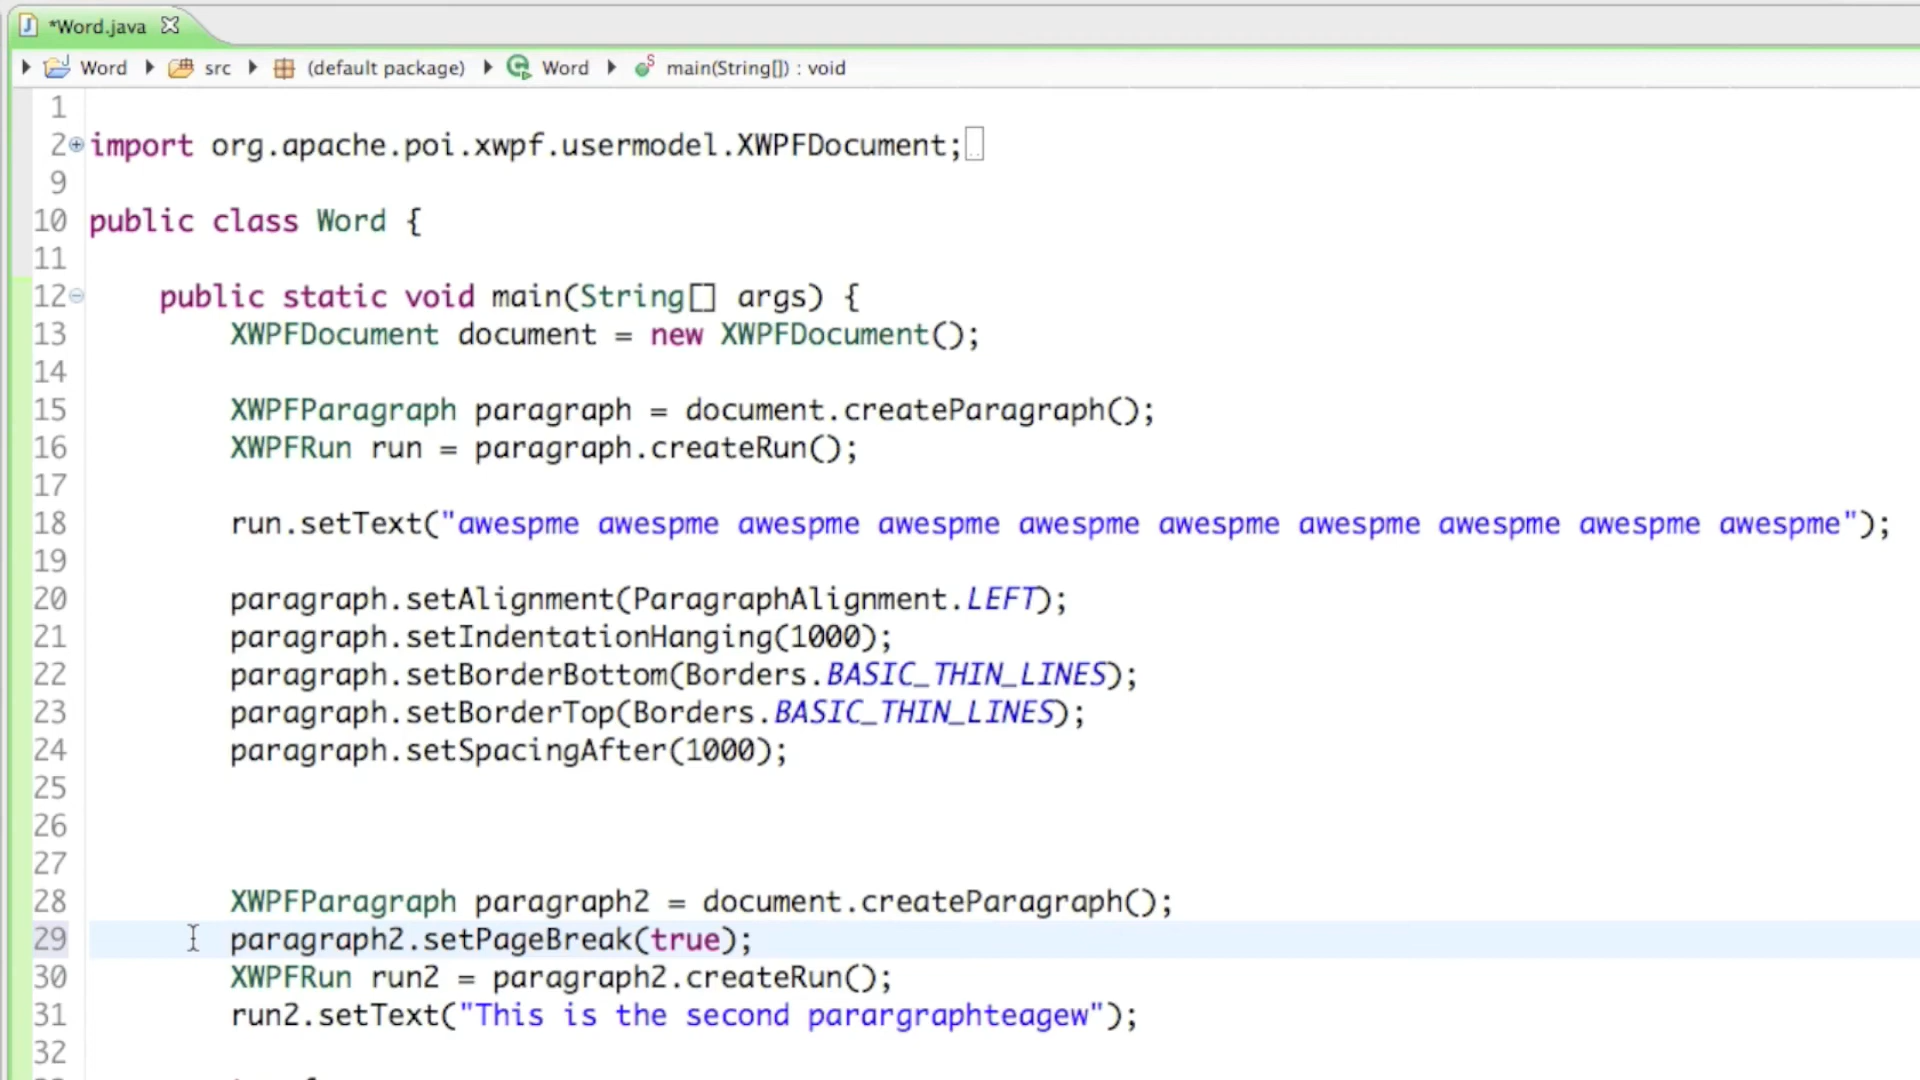 *Word.java
Word src (default package) Word main(String[]) : void
1
2 import org.apache.poi.xwpf.usermodel.XWPFDocument;
9
10 public class Word {
11
12 public static void main(String[] args) {
13 XWPFDocument document = new XWPFDocument();
14
15 XWPFParagraph paragraph = document.createParagraph();
16 XWPFRun run = paragraph.createRun();
17
18 run.setText("awespme awespme awespme awespme awespme awespme awespme awespme awespme awespme");
19
20 paragraph.setAlignment(ParagraphAlignment.LEFT);
21 paragraph.setIndentationHanging(1000);
22 paragraph.setBorderBottom(Borders.BASIC_THIN_LINES);
23 paragraph.setBorderTop(Borders.BASIC_THIN_LINES);
24 paragraph.setSpacingAfter(1000);
25
26
27
28 XWPFParagraph paragraph2 = document.createParagraph();
29 paragraph2.setPageBreak(true);
30 XWPFRun run2 = paragraph2.createRun();
31 run2.setText("This is the second parargraphteagew");
32